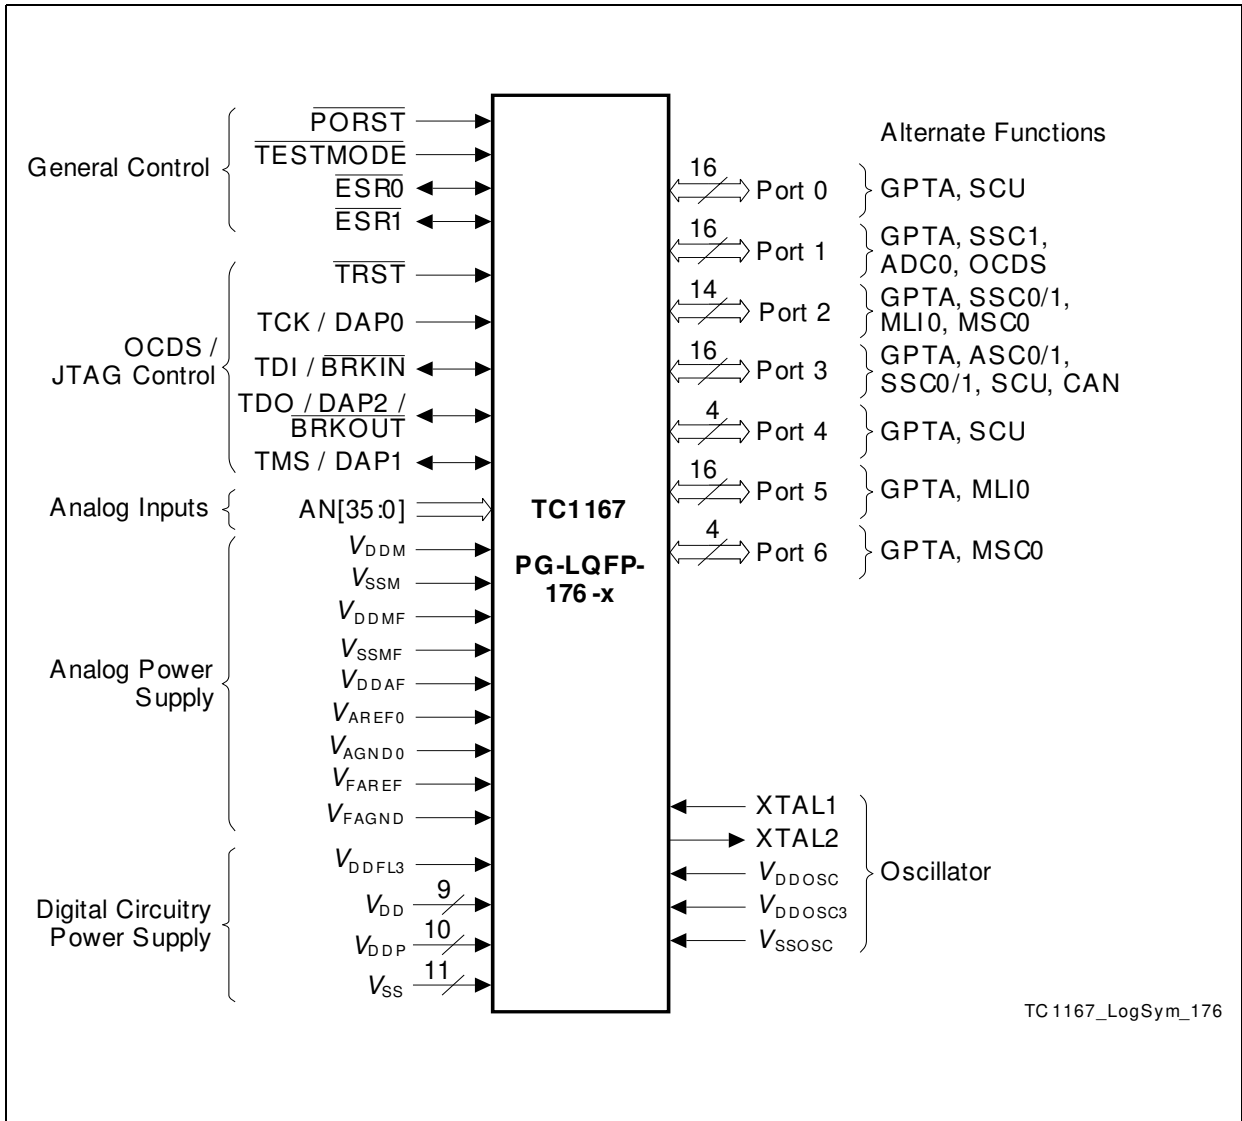 General Control
PORST
TESTMODE
ESR0
ESR1
OCDS /
JTAG Control
TRST
TCK / DAP0
TDI / BRKIN
TDO / DAP2 /
BRKOUT
TMS / DAP1
Analog Inputs
AN[35:0]
Analog Power
Supply
VDDM
VSSM
VDDMF
VSSMF
VDDAF
VAREF0
VAGND0
VFAREF
VFAGND
Digital Circuitry
Power Supply
VDDFL3
VDD
9
VDDP
10
VSS
11
TC1167
PG-LQFP-
176-x
Alternate Functions
16
Port 0
GPTA, SCU
16
Port 1
GPTA, SSC1,
ADC0, OCDS
14
Port 2
GPTA, SSC0/1,
MLI0, MSC0
16
Port 3
GPTA, ASC0/1,
SSC0/1, SCU, CAN
4
Port 4
GPTA, SCU
16
Port 5
GPTA, MLI0
4
Port 6
GPTA, MSC0
XTAL1
XTAL2
VDDOSC
VDDOSC3
VSSOSC
Oscillator
TC1167_LogSym_176